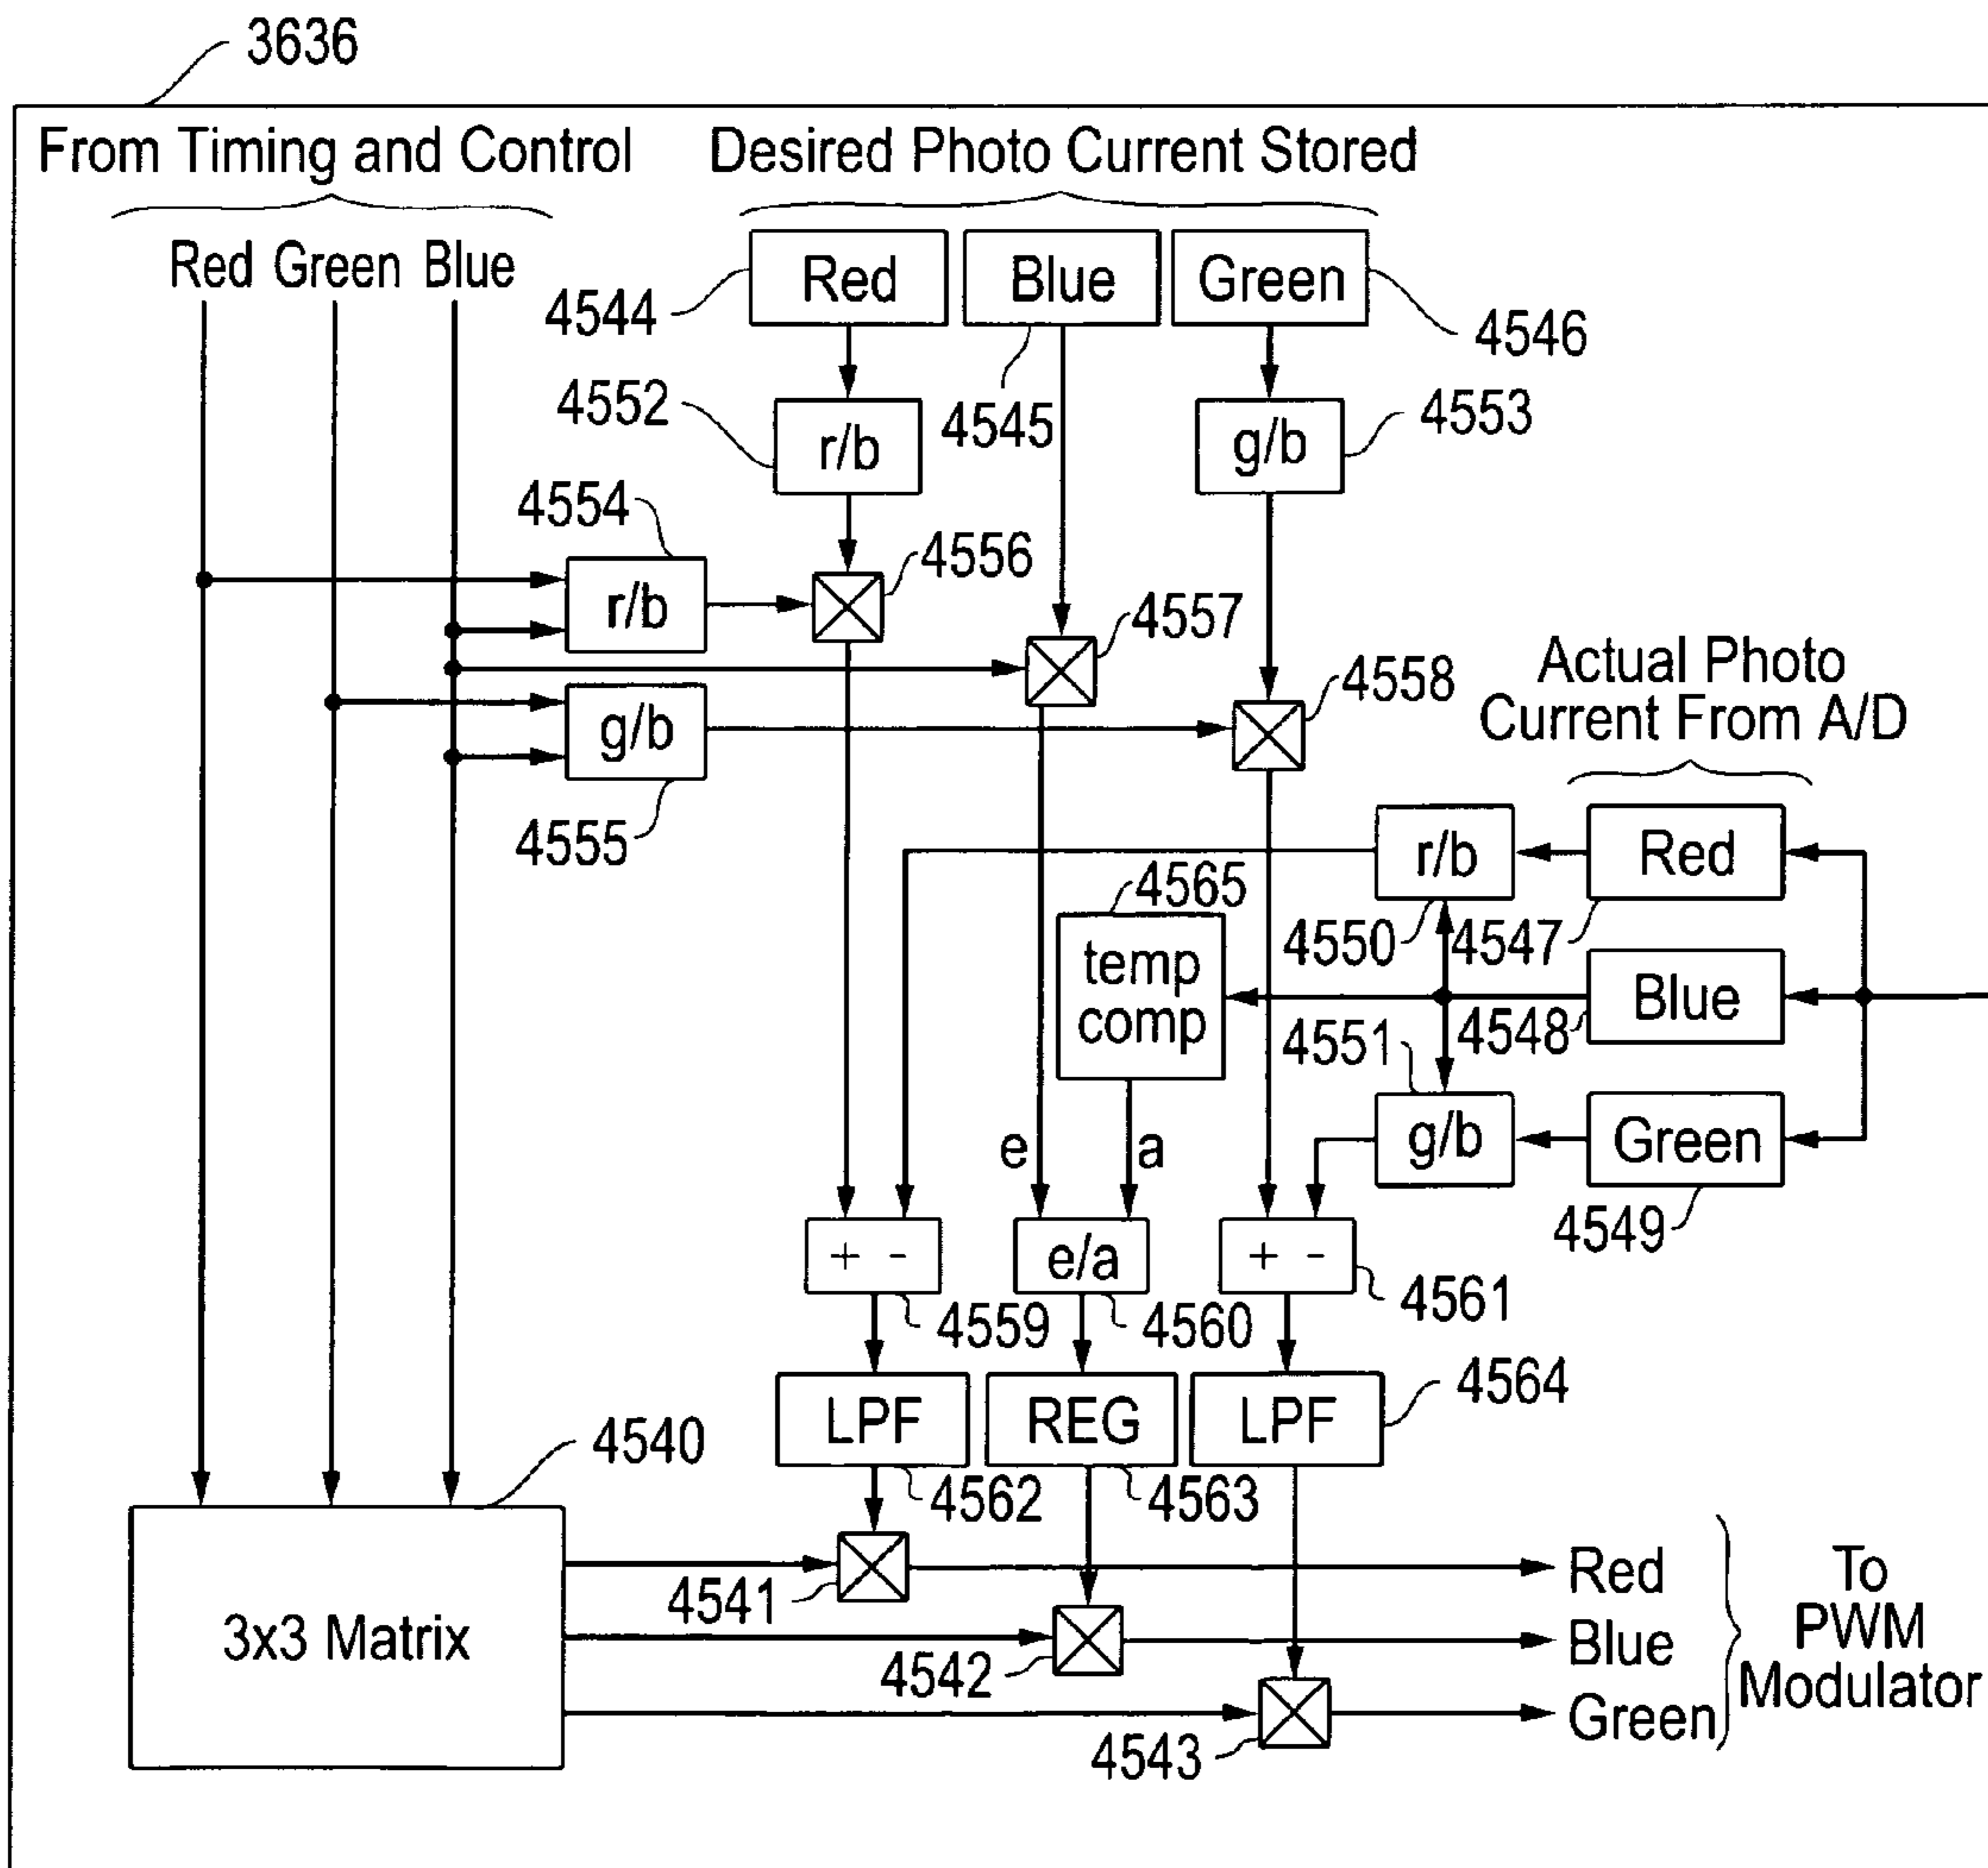 3636
From Timing and Control
Desired Photo Current Stored
Red Green Blue
Red
Blue
Green
4544
4545
4546
4552
r/b
g/b
4553
4554
r/b
4556
4557
4558
g/b
4555
Actual Photo
Current From A/D
r/b
Red
4565
4550
4547
temp
comp
Blue
4548
4551
g/b
Green
4549
e
a
+ -
e/a
+ -
4559
4560
4561
LPF
REG
LPF
4564
4562
4563
4540
3x3 Matrix
4541
4542
4543
Red
Blue
Green
To
PWM
Modulator